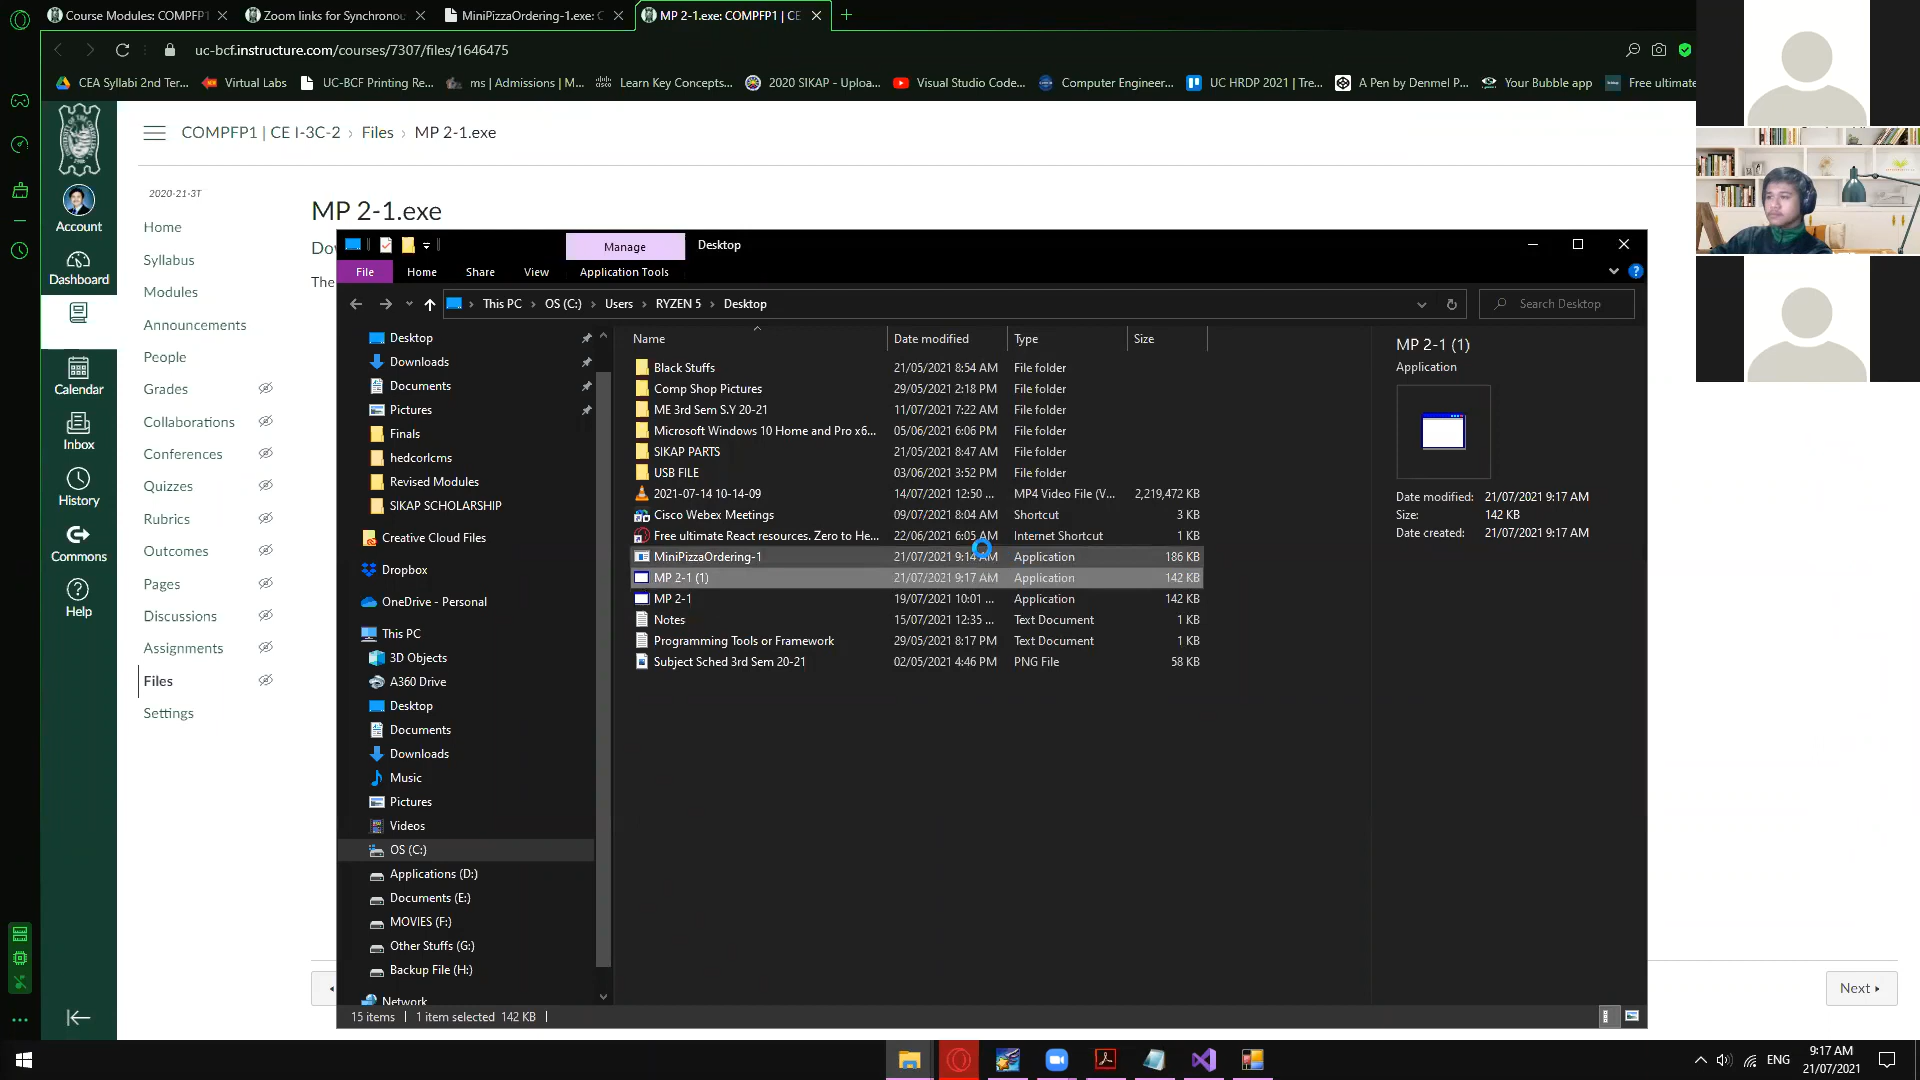 Course Modules: COMPFP1
Zoom links for Synchronou
MiniPizzaOrdering-1.exe: C
MP 2-1.exe: COMPFP1 | CE
uc-bcf.instructure.com/courses/7307/files/1646475
CEA Syllabi 2nd Ter...
Virtual Labs
UC-BCF Printing Re...
ms | Admissions | M...
Learn Key Concepts...
2020 SIKAP - Uploa...
Visual Studio Code...
Computer Engineer...
UC HRDP 2021 | Tre...
A Pen by Denmel P...
Your Bubble app
Free ultimate
COMPFP1 | CE I-3C-2 › Files › MP 2-1.exe
2020-21-3T
Account
Dashboard
Calendar
Inbox
History
Commons
Help
Home
Syllabus
Modules
Announcements
People
Grades
Collaborations
Conferences
Quizzes
Rubrics
Outcomes
Pages
Discussions
Assignments
Files
Settings
MP 2-1.exe
Do
The
Manage
Desktop
File
Home
Share
View
Application Tools
This PC › OS (C:) › Users › RYZEN 5 › Desktop
Search Desktop
Desktop
Downloads
Documents
Pictures
Finals
hedcorlcms
Revised Modules
SIKAP SCHOLARSHIP
Creative Cloud Files
Dropbox
OneDrive - Personal
This PC
3D Objects
A360 Drive
Desktop
Documents
Downloads
Music
Pictures
Videos
OS (C:)
Applications (D:)
Documents (E:)
MOVIES (F:)
Other Stuffs (G:)
Backup File (H:)
Network
Name Date modified Type Size
Black Stuffs 21/05/2021 8:54 AM File folder
Comp Shop Pictures 29/05/2021 2:18 PM File folder
ME 3rd Sem S.Y 20-21 11/07/2021 7:22 AM File folder
Microsoft Windows 10 Home and Pro x6... 05/06/2021 6:06 PM File folder
SIKAP PARTS 21/05/2021 8:47 AM File folder
USB FILE 03/06/2021 3:52 PM File folder
2021-07-14 10-14-09 14/07/2021 12:50 ... MP4 Video File (V... 2,219,472 KB
Cisco Webex Meetings 09/07/2021 8:04 AM Shortcut 3 KB
Free ultimate React resources. Zero to He... 22/06/2021 6:05 AM Internet Shortcut 1 KB
MiniPizzaOrdering-1 21/07/2021 9:14 AM Application 186 KB
MP 2-1 (1) 21/07/2021 9:17 AM Application 142 KB
MP 2-1 19/07/2021 10:01 ... Application 142 KB
Notes 15/07/2021 12:35 ... Text Document 1 KB
Programming Tools or Framework 29/05/2021 8:17 PM Text Document 1 KB
Subject Sched 3rd Sem 20-21 02/05/2021 4:46 PM PNG File 58 KB
MP 2-1 (1)
Application
Date modified: 21/07/2021 9:17 AM
Size: 142 KB
Date created: 21/07/2021 9:17 AM
15 items
1 item selected 142 KB
Next
ENG
9:17 AM
21/07/2021